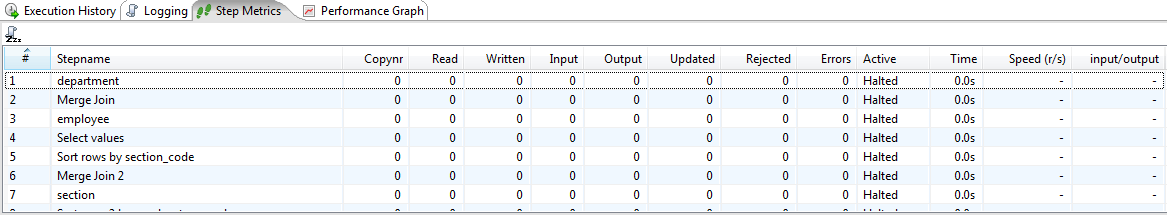 Execution History Logging Step Metrics Performance Graph
# Stepname Copynr Read Written Input Output Updated Rejected Errors Active Time Speed (r/s) input/output
1 department 0 0 0 0 0 0 0 0 Halted 0.0s - -
2 Merge Join 0 0 0 0 0 0 0 0 Halted 0.0s - -
3 employee 0 0 0 0 0 0 0 0 Halted 0.0s - -
4 Select values 0 0 0 0 0 0 0 0 Halted 0.0s - -
5 Sort rows by section_code 0 0 0 0 0 0 0 0 Halted 0.0s - -
6 Merge Join 2 0 0 0 0 0 0 0 0 Halted 0.0s - -
7 section 0 0 0 0 0 0 0 0 Halted 0.0s - -